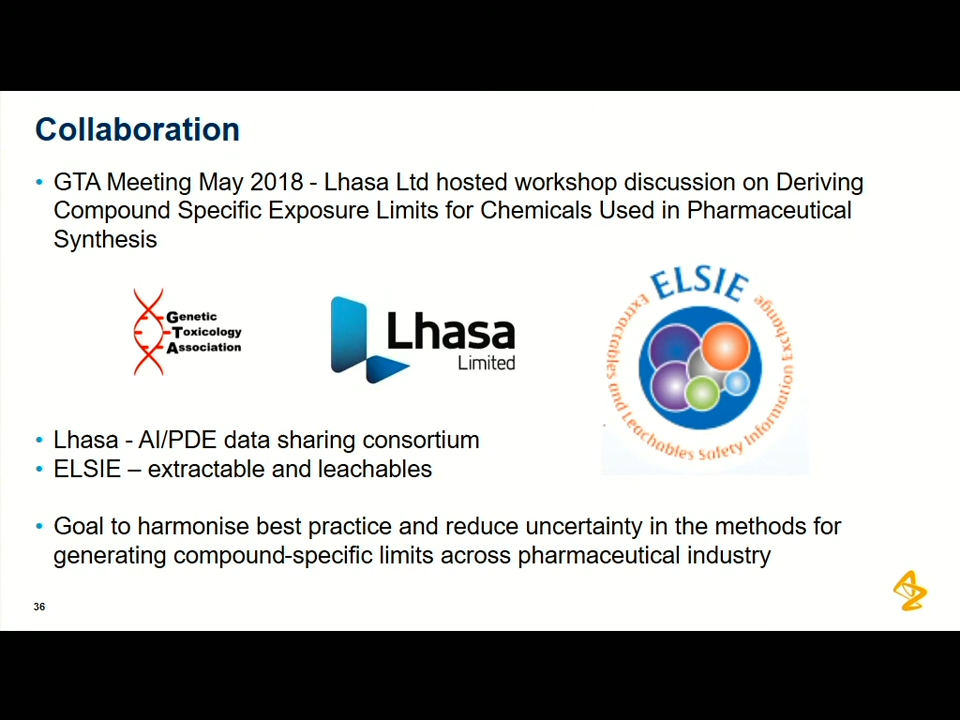 Collaboration
• GTA Meeting May 2018 - Lhasa Ltd hosted workshop discussion on Deriving
Compound Specific Exposure Limits for Chemicals Used in Pharmaceutical
Synthesis
Genetic
Toxicology
Association
Lhasa
Limited
ELSIE
Extractables and Leachables Safety Information Exchange
• Lhasa - AI/PDE data sharing consortium
• ELSIE – extractable and leachables
• Goal to harmonise best practice and reduce uncertainty in the methods for
generating compound-specific limits across pharmaceutical industry
36